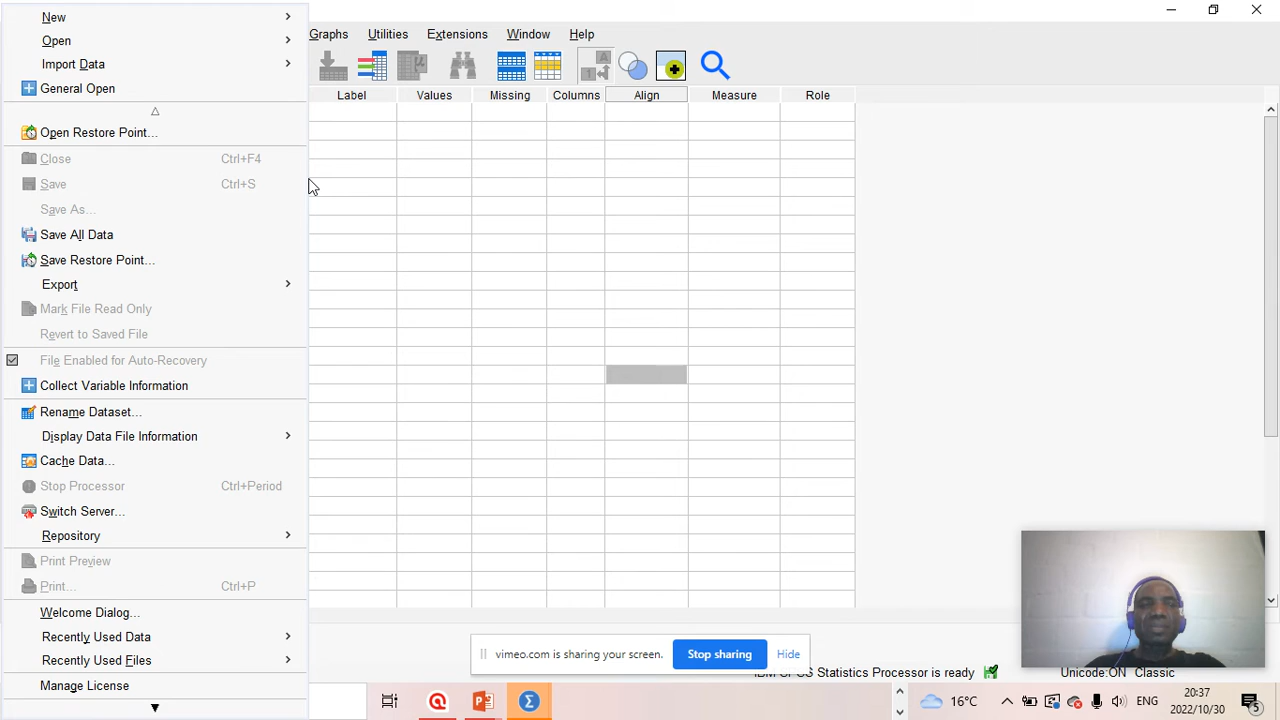 New
Open
Import Data
General Open
Open Restore Point...
Close Ctrl+F4
Save Ctrl+S
Save As...
Save All Data
Save Restore Point...
Export
Mark File Read Only
Revert to Saved File
File Enabled for Auto-Recovery
Collect Variable Information
Rename Dataset...
Display Data File Information
Cache Data...
Stop Processor Ctrl+Period
Switch Server...
Repository
Print Preview
Print... Ctrl+P
Welcome Dialog...
Recently Used Data
Recently Used Files
Manage License
Graphs Utilities Extensions Window Help
Label Values Missing Columns Align Measure Role
vimeo.com is sharing your screen. Stop sharing Hide
IBM SPSS Statistics Processor is ready Unicode:ON Classic
16°C ENG 20:37
2022/10/30 5